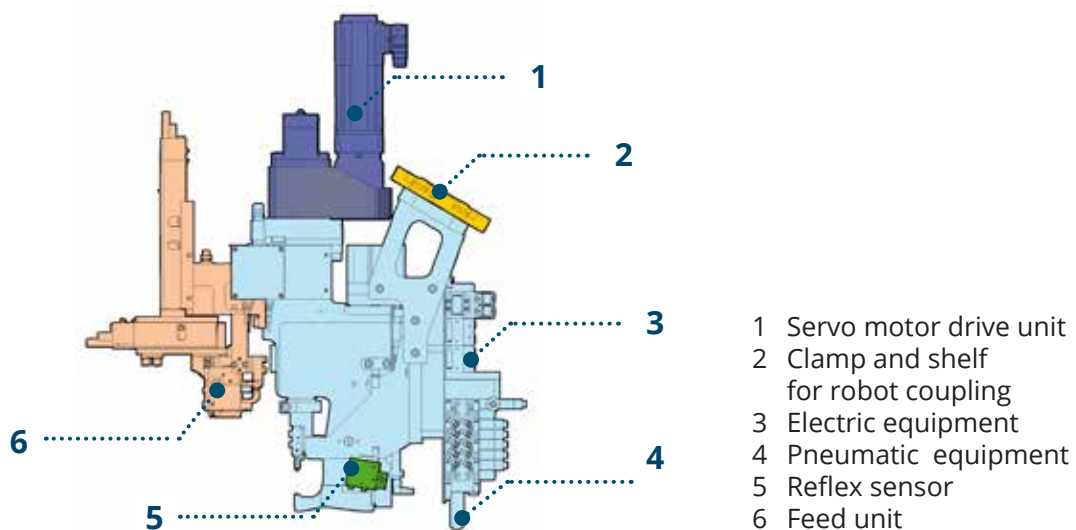 1
2
3
4
5
6
1 Servo motor drive unit
2 Clamp and shelf
for robot coupling
3 Electric equipment
4 Pneumatic equipment
5 Reflex sensor
6 Feed unit